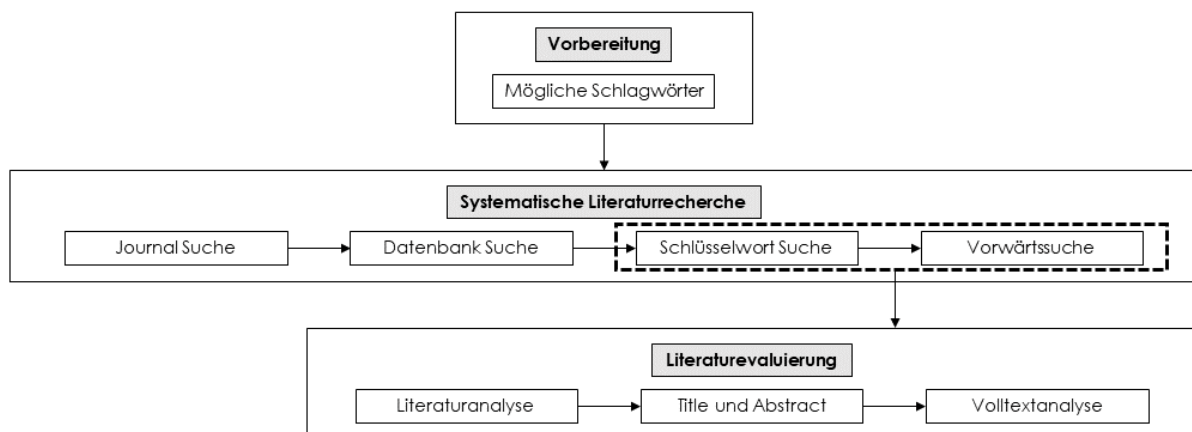 Vorbereitung
Mögliche Schlagwörter
Systematische Literaturrecherche
Journal Suche
Datenbank Suche
Schlüsselwort Suche
Vorwärtssuche
Literaturevaluierung
Literaturanalyse
Title und Abstract
Volltextanalyse